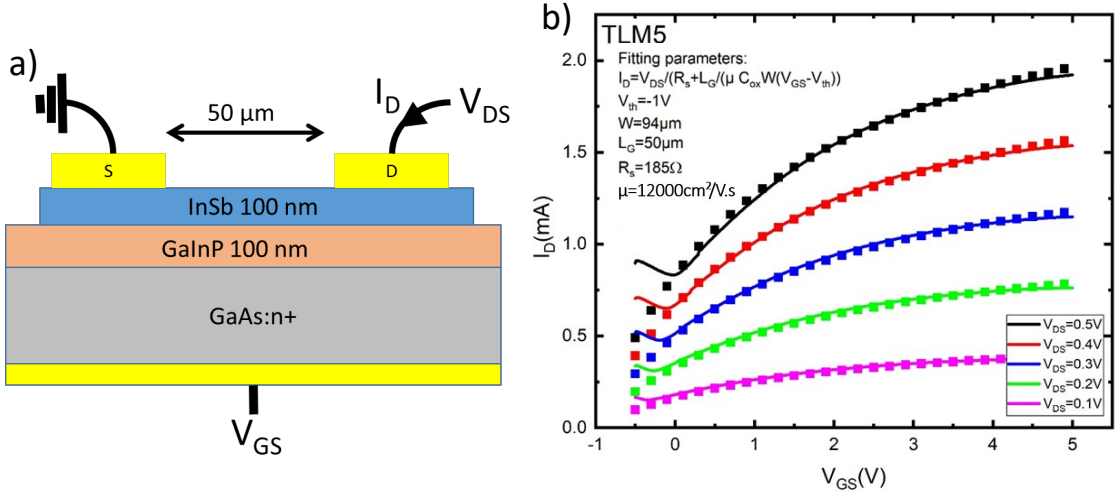 a)
50 µm
I_D
V_DS
S
D
InSb 100 nm
GaInP 100 nm
GaAs:n+
V_GS
b)
TLM5
Fitting parameters:
I_D=V_DS/(R_s+L_G/(µ C_ox W(V_GS-V_th))
V_th=-1V
W=94µm
L_G=50µm
R_s=185Ω
µ=12000cm²/V.s
2.0
1.5
1.0
0.5
0.0
I_D(mA)
V_DS=0.5V
V_DS=0.4V
V_DS=0.3V
V_DS=0.2V
V_DS=0.1V
-1 0 1 2 3 4 5
V_GS(V)